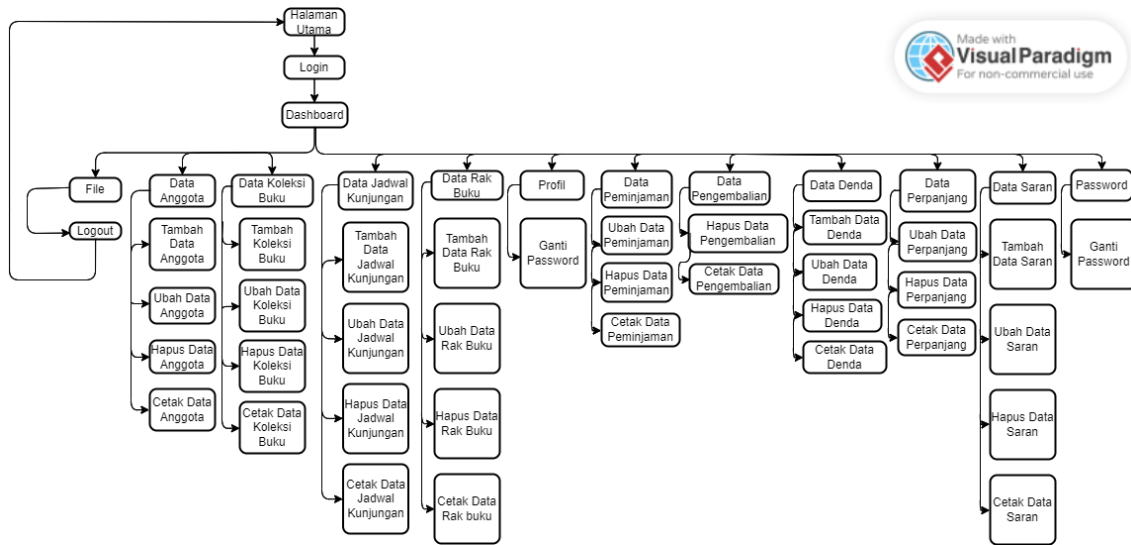 Halaman
Utama
Made with
Visual Paradigm
For non-commercial use
Login
Dashboard
File
Logout
Data
Anggota
Tambah
Data
Anggota
Ubah Data
Anggota
Hapus Data
Anggota
Cetak Data
Anggota
Data Koleksi
Buku
Tambah
Koleksi
Buku
Ubah Data
Koleksi
Buku
Hapus Data
Koleksi
Buku
Cetak Data
Koleksi
Buku
Data Jadwal
Kunjungan
Tambah
Data
Jadwal
Kunjungan
Ubah Data
Jadwal
Kunjungan
Hapus Data
Jadwal
Kunjungan
Cetak Data
Jadwal
Kunjungan
Data Rak
Buku
Tambah
Data Rak
Buku
Ubah Data
Rak Buku
Hapus Data
Rak Buku
Cetak Data
Rak buku
Profil
Ganti
Password
Data
Peminjaman
Ubah Data
Peminjaman
Hapus Data
Peminjaman
Cetak Data
Peminjaman
Data
Pengembalian
Hapus Data
Pengembalian
Cetak Data
Pengembalian
Data Denda
Tambah Data
Denda
Ubah Data
Denda
Hapus Data
Denda
Cetak Data
Denda
Data
Perpanjang
Ubah Data
Perpanjang
Hapus Data
Perpanjang
Cetak Data
Perpanjang
Data Saran
Tambah
Data Saran
Ubah Data
Saran
Hapus Data
Saran
Cetak Data
Saran
Password
Ganti
Password